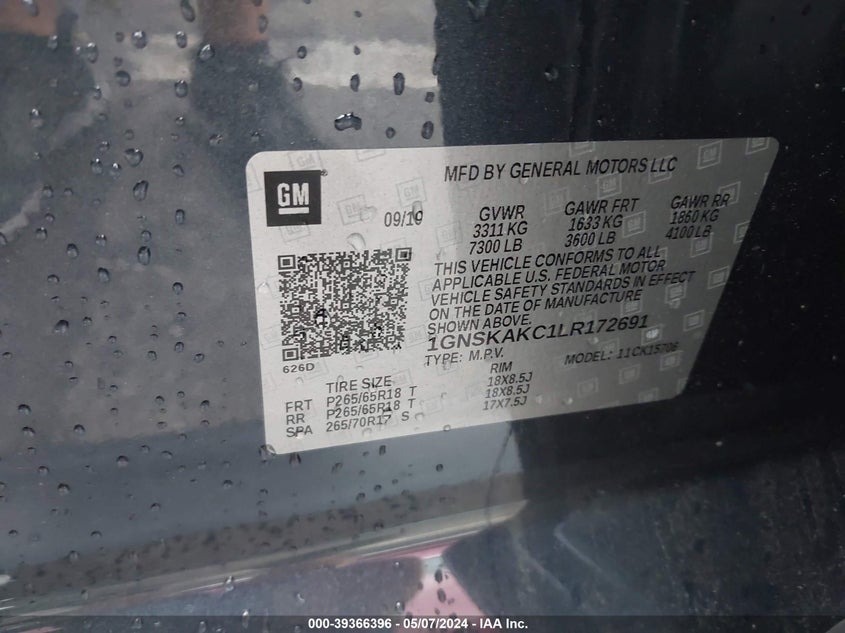 GM
MFD BY GENERAL MOTORS LLC
09/19 GVWR GAWR FRT GAWR RR
3311 KG 1633 KG 1860 KG
7300 LB 3600 LB 4100 LB
THIS VEHICLE CONFORMS TO ALL
APPLICABLE U.S. FEDERAL MOTOR
VEHICLE SAFETY STANDARDS IN EFFECT
ON THE DATE OF MANUFACTURE
SHOWN ABOVE.
1GNSKAKC1LR172691
626D TYPE: M.P.V. MODEL: 11CK15706
TIRE SIZE RIM
FRT P265/65R18 T 18X8.5J
RR P265/65R18 T 18X8.5J
SPA 265/70R17 S 17X7.5J
000-39366396 - 05/07/2024 - IAA Inc.